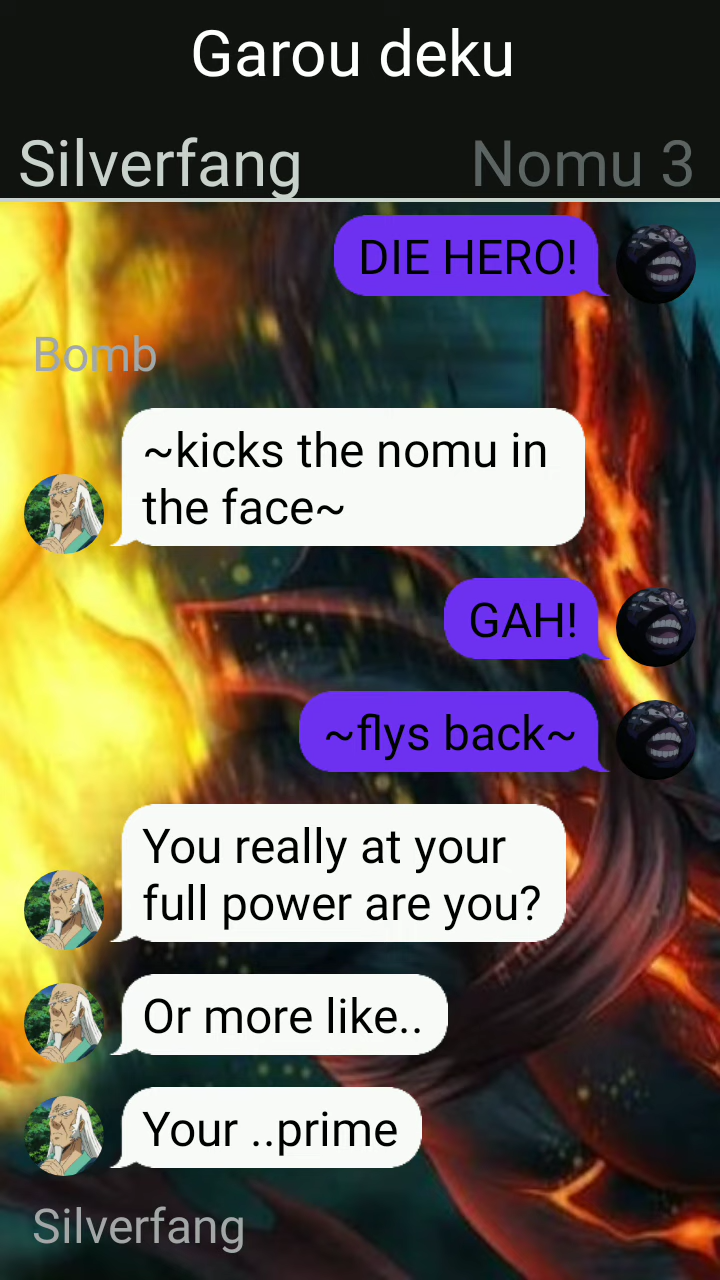 Garou deku
Silverfang
Nomu 3
DIE HERO!
Bomb
~kicks the nomu in
the face~
GAH!
~flys back~
You really at your
full power are you?
Or more like..
Your ..prime
Silverfang